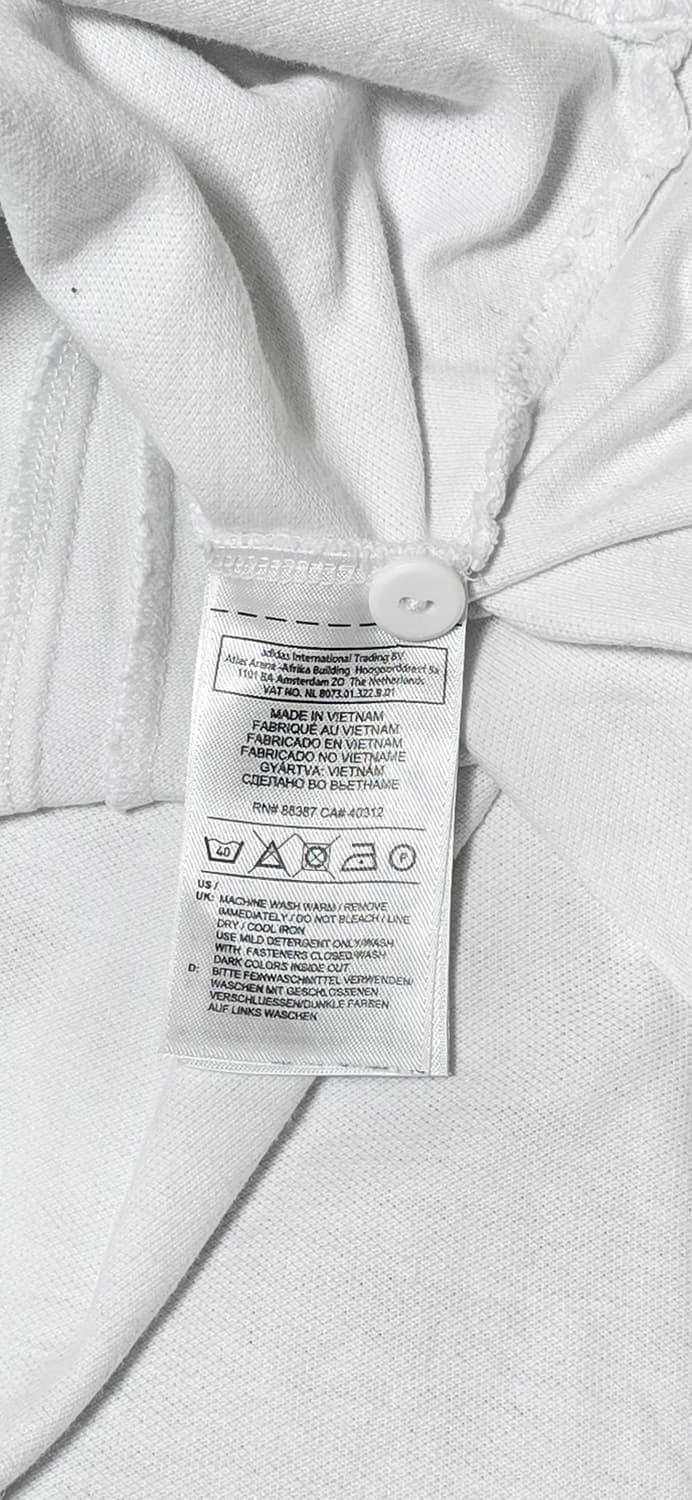 adidas International Trading BV
Atlas Arena -Afrika Building Hoogoorddreef 9a
1101 BA Amsterdam ZO The Netherlands
VAT NO. NL 8073.01.322.B.01
MADE IN VIETNAM
FABRIQUÉ AU VIETNAM
FABRICADO EN VIETNAM
FABRICADO NO VIETNAME
GYÁRTVA: VIETNÁM
СДЕЛАНО ВО ВЬЕТНАМЕ
RN# 88387 CA# 40312
40 P
US /
UK: MACHINE WASH WARM / REMOVE
IMMEDIATELY / DO NOT BLEACH / LINE
DRY / COOL IRON
USE MILD DETERGENT ONLY/WASH
WITH FASTENERS CLOSED/WASH
DARK COLORS INSIDE OUT
D: BITTE FEINWASCHMITTEL VERWENDEN/
WASCHEN MIT GESCHLOSSENEN
VERSCHLUESSEN/DUNKLE FARBEN
AUF LINKS WASCHEN